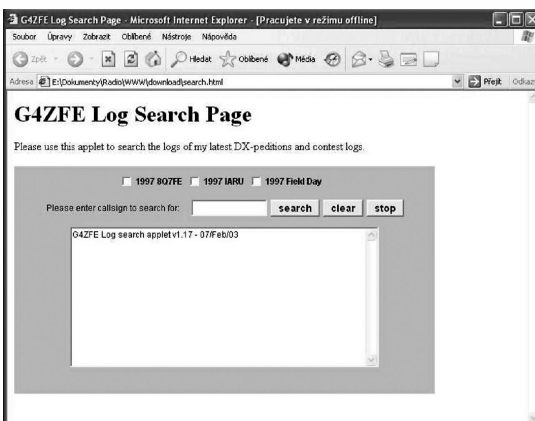 G4ZFE Log Search Page - Microsoft Internet Explorer - [Pracujete v režimu offline]
Soubor Úpravy Zobrazit Oblíbené Nástroje Nápověda
Zpět Hledat Oblíbené Média
Adresa E:\Dokumenty\Radio\WWW\download\search.html Přejít Odkazy
G4ZFE Log Search Page
Please use this applet to search the logs of my latest DX-peditions and contest logs.
1997 8Q7FE 1997 IARU 1997 Field Day
Please enter callsign to search for: search clear stop
G4ZFE Log search applet v1.17 - 07/Feb/03